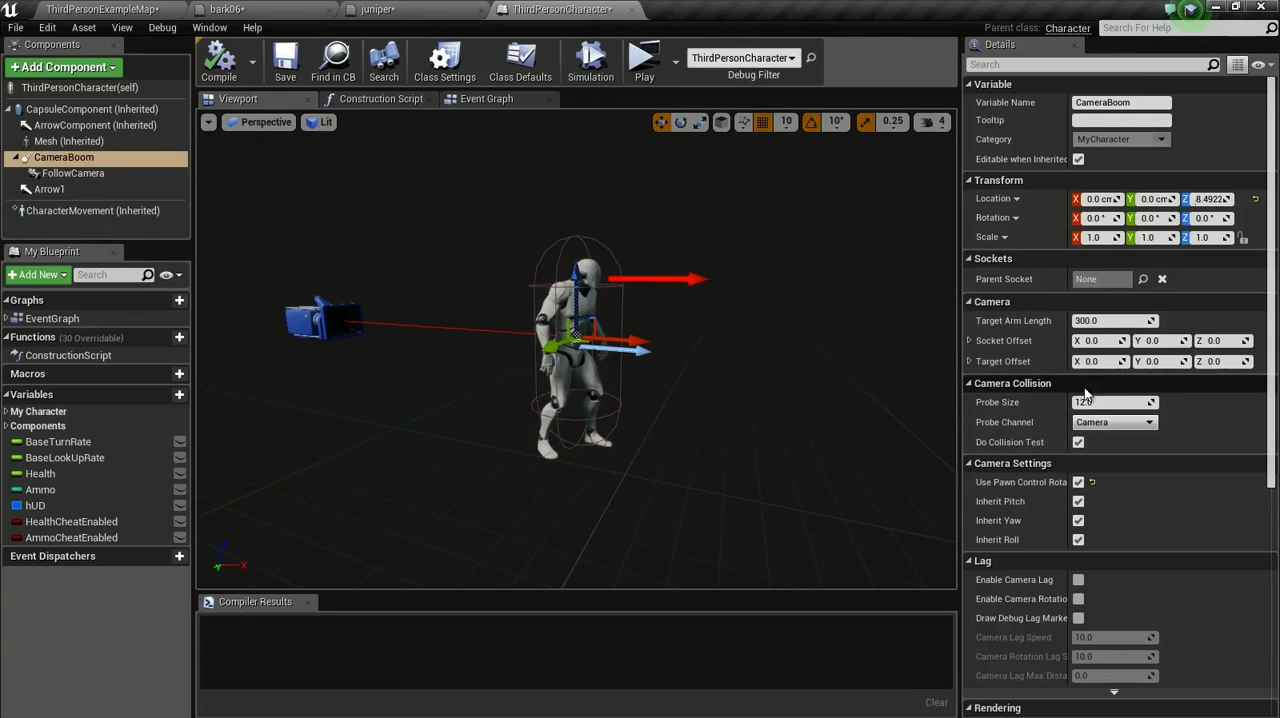 ThirdPersonExampleMap*
bark06*
juniper*
ThirdPersonCharacter*
File Edit Asset View Debug Window Help
Parent class: Character
Search For Help
Components
+ Add Component
ThirdPersonCharacter(self)
CapsuleComponent (Inherited)
ArrowComponent (Inherited)
Mesh (Inherited)
CameraBoom
FollowCamera
Arrow1
CharacterMovement (Inherited)
My Blueprint
+ Add New
Search
Graphs
EventGraph
Functions (30 Overridable)
ConstructionScript
Macros
Variables
My Character
Components
BaseTurnRate
BaseLookUpRate
Health
Ammo
hUD
HealthCheatEnabled
AmmoCheatEnabled
Event Dispatchers
Compile
Save
Find in CB
Search
Class Settings
Class Defaults
Simulation
Play
ThirdPersonCharacter
Debug Filter
Viewport
Construction Script
Event Graph
Perspective
Lit
10
10°
0.25
4
Z
X
Y
Compiler Results
Clear
Details
Search
Variable
Variable Name CameraBoom
Tooltip
Category MyCharacter
Editable when Inherited
Transform
Location X 0.0 cm Y 0.0 cm Z 8.4922
Rotation X 0.0 ° Y 0.0 ° Z 0.0 °
Scale X 1.0 Y 1.0 Z 1.0
Sockets
Parent Socket None
Camera
Target Arm Length 300.0
Socket Offset X 0.0 Y 0.0 Z 0.0
Target Offset X 0.0 Y 0.0 Z 0.0
Camera Collision
Probe Size 12.0
Probe Channel Camera
Do Collision Test
Camera Settings
Use Pawn Control Rota
Inherit Pitch
Inherit Yaw
Inherit Roll
Lag
Enable Camera Lag
Enable Camera Rotatio
Draw Debug Lag Marke
Camera Lag Speed 10.0
Camera Rotation Lag S 10.0
Camera Lag Max Dista 0.0
Rendering